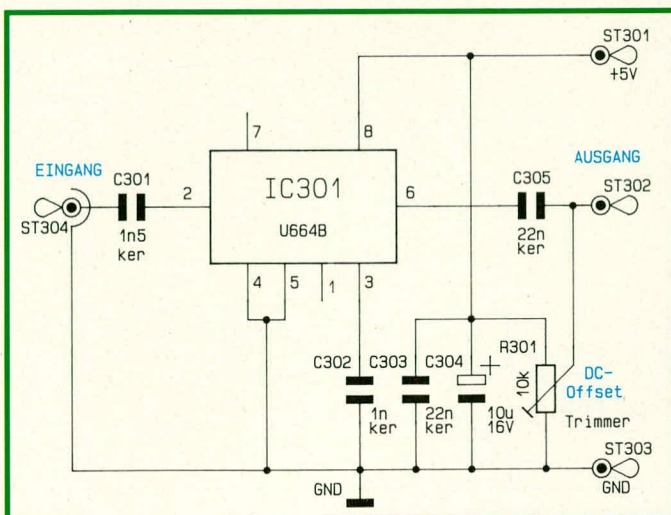 ST301
+5V
7
8
EINGANG
C301
2
IC301
U664B
6
C305
AUSGANG
ST302
ST304
1n5
ker
22n
ker
4
5
1
3
C302
C303
C304
R301
+
10k
DC-
Offset
Trimmer
1n
ker
22n
ker
10u
16V
ST303
GND
GND